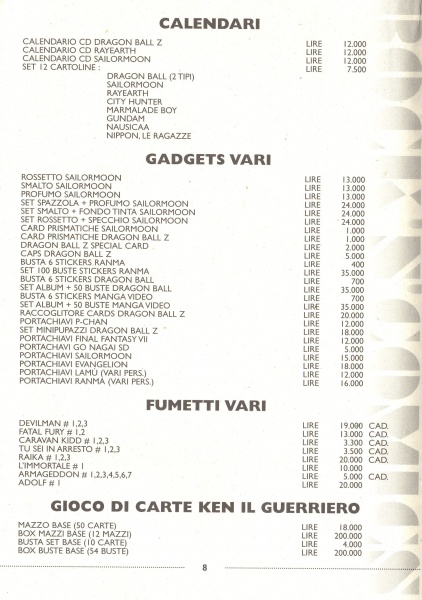 CALENDARI
CALENDARIO CD DRAGON BALL Z LIRE 12.000
CALENDARIO CD RAYEARTH LIRE 12.000
CALENDARIO CD SAILORMOON LIRE 12.000
SET 12 CARTOLINE : LIRE 7.500
DRAGON BALL (2 TIPI)
SAILORMOON
RAYEARTH
CITY HUNTER
MARMALADE BOY
GUNDAM
NAUSICAA
NIPPON, LE RAGAZZE
GADGETS VARI
ROSSETTO SAILORMOON LIRE 13.000
SMALTO SAILORMOON LIRE 13.000
PROFUMO SAILORMOON LIRE 13.000
SET SPAZZOLA + PROFUMO SAILORMOON LIRE 24.000
SET SMALTO + FONDO TINTA SAILORMOON LIRE 24.000
SET ROSSETTO + SPECCHIO SAILORMOON LIRE 24.000
CARD PRISMATICHE SAILORMOON LIRE 1.000
CARD PRISMATICHE DRAGON BALL Z LIRE 1.000
DRAGON BALL Z SPECIAL CARD LIRE 2.000
CAPS DRAGON BALL Z LIRE 5.000
BUSTA 6 STICKERS RANMA LIRE 400
SET 100 BUSTE STICKERS RANMA LIRE 35.000
BUSTA 6 STICKERS DRAGON BALL LIRE 700
SET ALBUM + 50 BUSTE DRAGON BALL LIRE 35.000
BUSTA 6 STICKERS MANGA VIDEO LIRE 700
SET ALBUM + 50 BUSTE MANGA VIDEO LIRE 35.000
RACCOGLITORE CARDS DRAGON BALL Z LIRE 20.000
PORTACHIAVI P-CHAN LIRE 12.000
SET MINIPUPAZZI DRAGON BALL Z LIRE 18.000
PORTACHIAVI FINAL FANTASY VII LIRE 12.000
PORTACHIAVI GO NAGAI SD LIRE 5.000
PORTACHIAVI SAILORMOON LIRE 15.000
PORTACHIAVI EVANGELION LIRE 18.000
PORTACHIAVI LAMÙ (VARI PERS.) LIRE 12.000
PORTACHIAVI RANMA (VARI PERS.) LIRE 16.000
FUMETTI VARI
DEVILMAN # 1,2,3 LIRE 19.000 CAD.
FATAL FURY # 1,2 LIRE 13.000 CAD.
CARAVAN KIDD # 1,2,3 LIRE 3.300 CAD.
TU SEI IN ARRESTO # 1,2,3 LIRE 3.500 CAD.
RAIKA # 1,2,3 LIRE 20.000 CAD.
L'IMMORTALE # 1 LIRE 10.000
ARMAGEDDON # 1,2,3,4,5,6,7 LIRE 5.000 CAD.
ADOLF # 1 LIRE 20.000
GIOCO DI CARTE KEN IL GUERRIERO
MAZZO BASE (50 CARTE) LIRE 18.000
BOX MAZZI BASE (12 MAZZI) LIRE 200.000
BUSTA SET BASE (10 CARTE) LIRE 4.000
BOX BUSTE BASE (54 BUSTE) LIRE 200.000
8
ROCK'N'COMICS